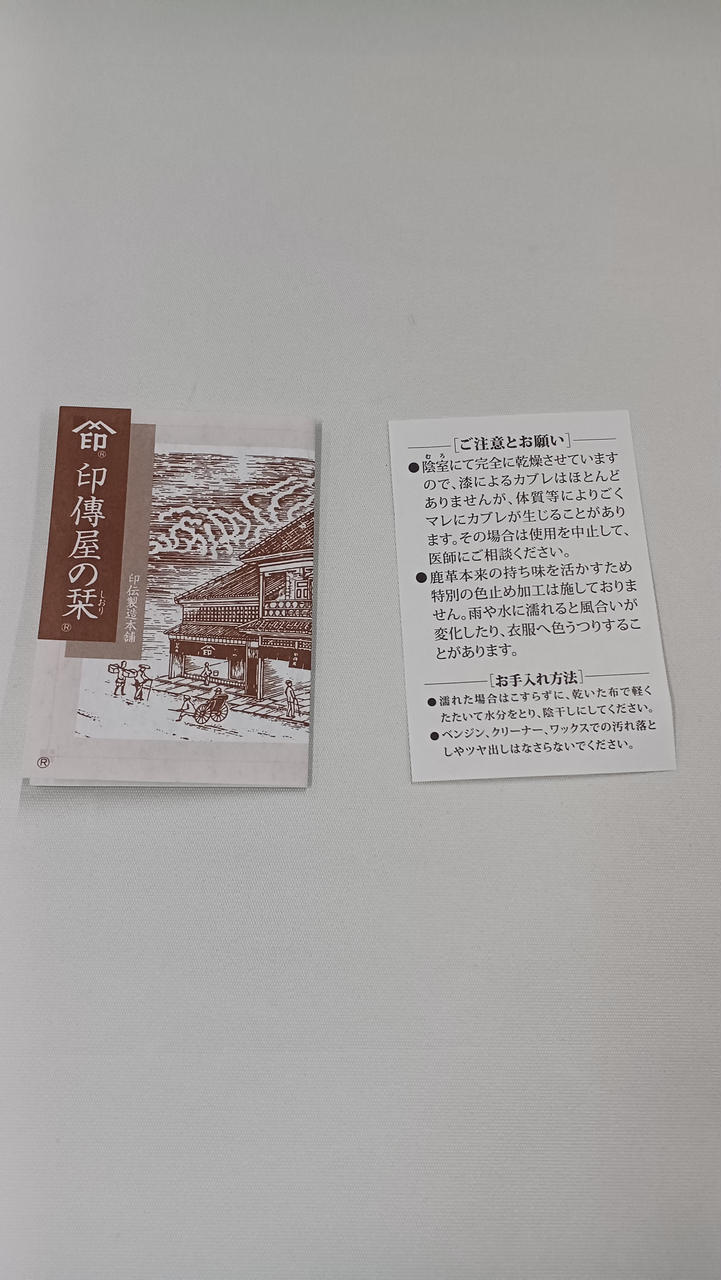 印
®
印傳屋の栞
しおり
®
印伝製造本舗
®
[ご注意とお願い]
むろ
●陰室にて完全に乾燥させています
ので、漆によるカブレはほとんど
ありませんが、体質等によりごく
マレにカブレが生じることがあり
ます。その場合は使用を中止して、
医師にご相談ください。
●鹿革本来の持ち味を活かすため
特別の色止め加工は施しておりま
せん。雨や水に濡れると風合いが
変化したり、衣服へ色うつりするこ
とがあります。
[お手入れ方法]
●濡れた場合はこすらずに、乾いた布で軽く
たたいて水分をとり、陰干しにしてください。
●ベンジン、クリーナー、ワックスでの汚れ落と
しやツヤ出しはなさらないでください。